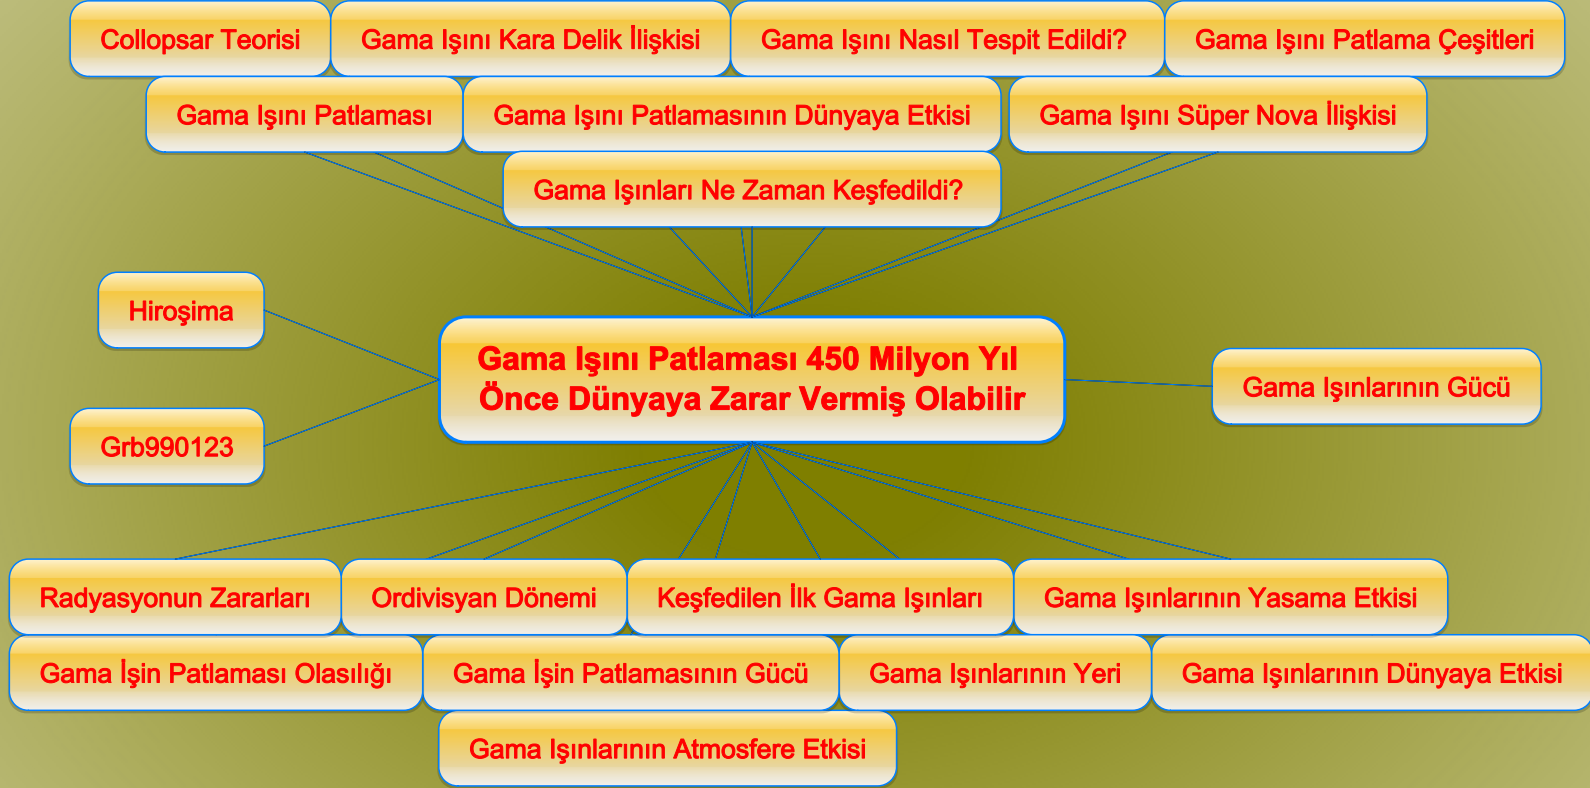 Collopsar Teorisi
Gama Işını Kara Delik İlişkisi
Gama Işını Nasıl Tespit Edildi?
Gama Işını Patlama Çeşitleri
Gama Işını Patlaması
Gama Işını Patlamasının Dünyaya Etkisi
Gama Işını Süper Nova İlişkisi
Gama Işınları Ne Zaman Keşfedildi?
Hiroşima
Gama Işını Patlaması 450 Milyon Yıl
Önce Dünyaya Zarar Vermiş Olabilir
Gama Işınlarının Gücü
Grb990123
Radyasyonun Zararları
Ordivisyan Dönemi
Keşfedilen İlk Gama Işınları
Gama Işınlarının Yasama Etkisi
Gama İşin Patlaması Olasılığı
Gama İşin Patlamasının Gücü
Gama Işınlarının Yeri
Gama Işınlarının Dünyaya Etkisi
Gama Işınlarının Atmosfere Etkisi